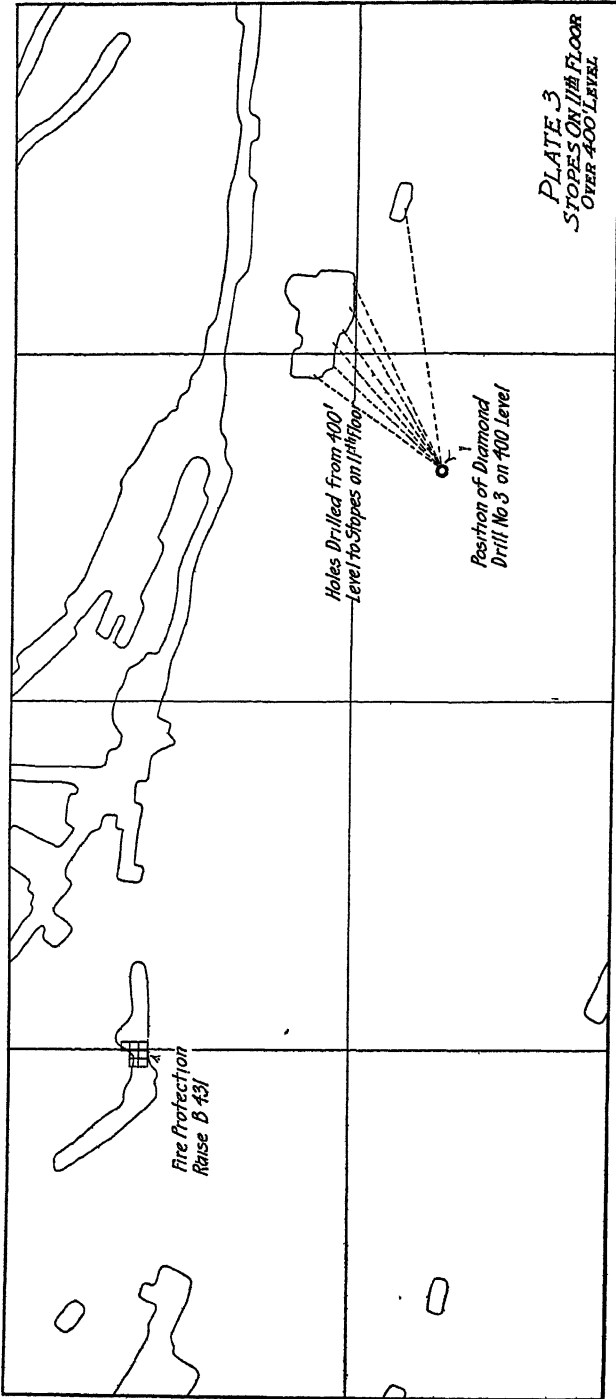 Fire Protection
Raise B 431
Holes Drilled from 400'
Level to Stopes on 11th Floor
Position of Diamond
Drill No 3 on 400 Level
PLATE 3
STOPES ON 11th FLOOR
OVER 400' LEVEL